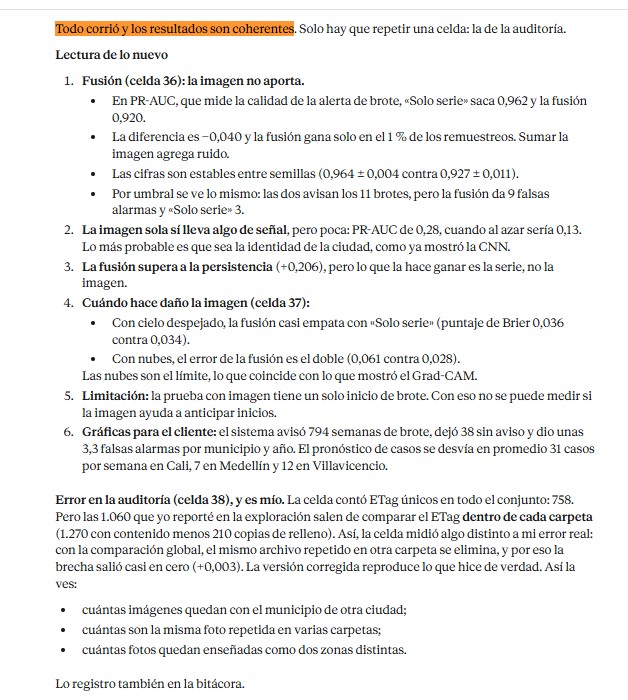 Todo corrió y los resultados son coherentes. Solo hay que repetir una celda: la de la auditoría.
Lectura de lo nuevo
1. Fusión (celda 36): la imagen no aporta.
• En PR-AUC, que mide la calidad de la alerta de brote, «Solo serie» saca 0,962 y la fusión
0,920.
• La diferencia es −0,040 y la fusión gana solo en el 1 % de los remuestreos. Sumar la
imagen agrega ruido.
• Las cifras son estables entre semillas (0,964 ± 0,004 contra 0,927 ± 0,011).
• Por umbral se ve lo mismo: las dos avisan los 11 brotes, pero la fusión da 9 falsas
alarmas y «Solo serie» 3.
2. La imagen sola sí lleva algo de señal, pero poca: PR-AUC de 0,28, cuando al azar sería 0,13.
Lo más probable es que sea la identidad de la ciudad, como ya mostró la CNN.
3. La fusión supera a la persistencia (+0,206), pero lo que la hace ganar es la serie, no la
imagen.
4. Cuándo hace daño la imagen (celda 37):
• Con cielo despejado, la fusión casi empata con «Solo serie» (puntaje de Brier 0,036
contra 0,034).
• Con nubes, el error de la fusión es el doble (0,061 contra 0,028).
Las nubes son el límite, lo que coincide con lo que mostró el Grad-CAM.
5. Limitación: la prueba con imagen tiene un solo inicio de brote. Con eso no se puede medir si
la imagen ayuda a anticipar inicios.
6. Gráficas para el cliente: el sistema avisó 794 semanas de brote, dejó 38 sin aviso y dio unas
3,3 falsas alarmas por municipio y año. El pronóstico de casos se desvía en promedio 31 casos
por semana en Cali, 7 en Medellín y 12 en Villavicencio.
Error en la auditoría (celda 38), y es mío. La celda contó ETag únicos en todo el conjunto: 758.
Pero las 1.060 que yo reporté en la exploración salen de comparar el ETag dentro de cada carpeta
(1.270 con contenido menos 210 copias de relleno). Así, la celda midió algo distinto a mi error real:
con la comparación global, el mismo archivo repetido en otra carpeta se elimina, y por eso la
brecha salió casi en cero (+0,003). La versión corregida reproduce lo que hice de verdad. Así la
ves:
• cuántas imágenes quedan con el municipio de otra ciudad;
• cuántas son la misma foto repetida en varias carpetas;
• cuántas fotos quedan enseñadas como dos zonas distintas.
Lo registro también en la bitácora.